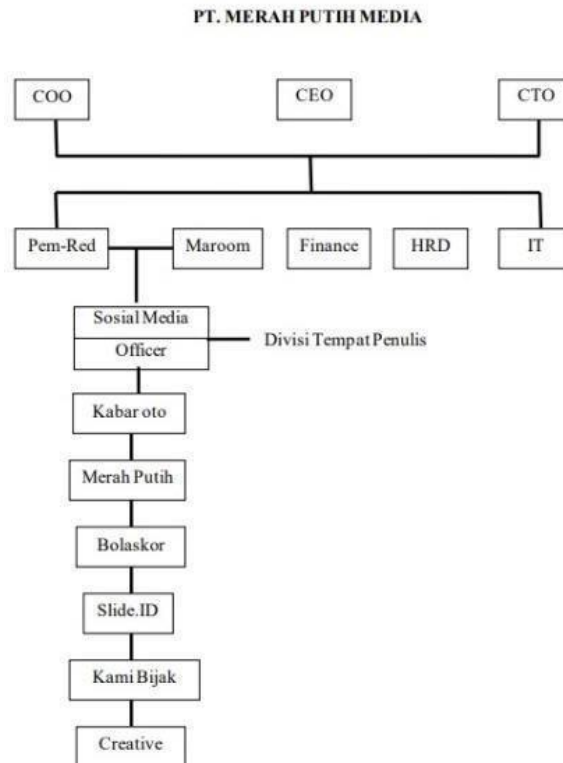 PT. MERAH PUTIH MEDIA
COO
CEO
CTO
Pem-Red
Maroom
Finance
HRD
IT
Sosial Media
Officer
Divisi Tempat Penulis
Kabar oto
Merah Putih
Bolaskor
Slide.ID
Kami Bijak
Creative